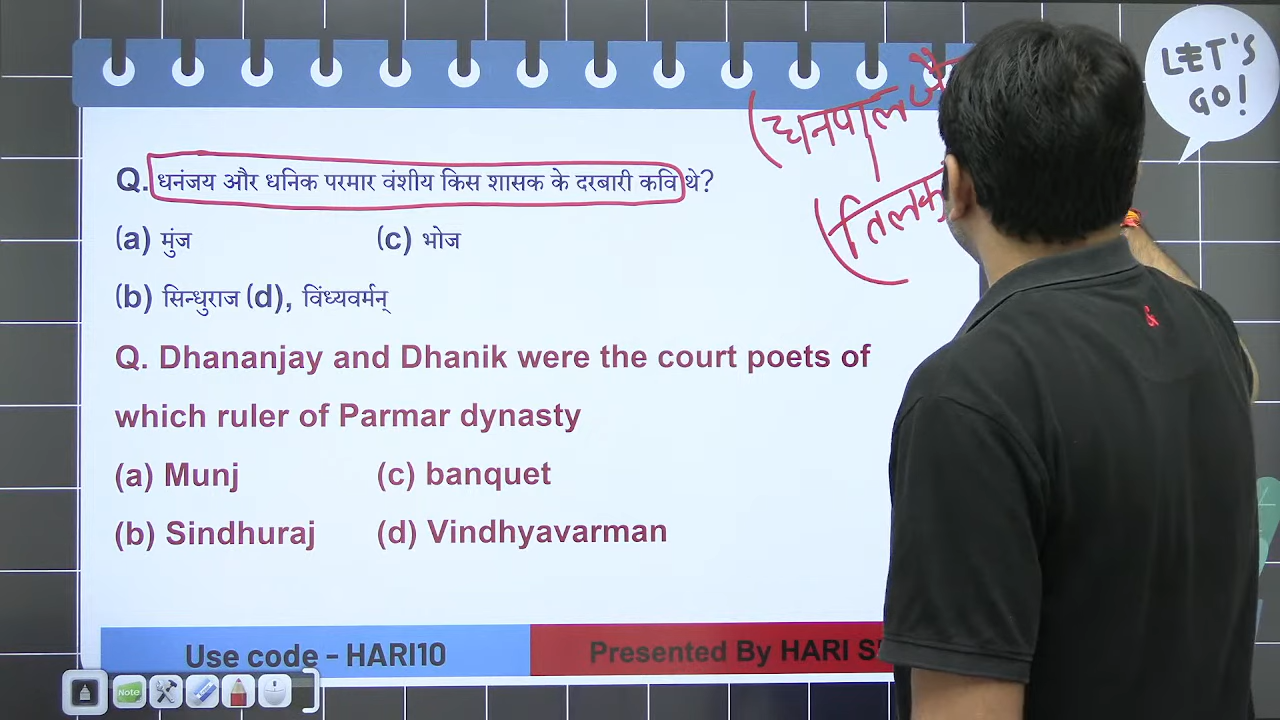 LET'S
GO!
(धनपाल
(तिलक
Q. धनंजय और धनिक परमार वंशीय किस शासक के दरबारी कवि थे?
(a) मुंज (c) भोज
(b) सिन्धुराज (d), विंध्यवर्मन्
Q. Dhananjay and Dhanik were the court poets of
which ruler of Parmar dynasty
(a) Munj (c) banquet
(b) Sindhuraj (d) Vindhyavarman
Use code - HARI10 Presented By HARI
Note